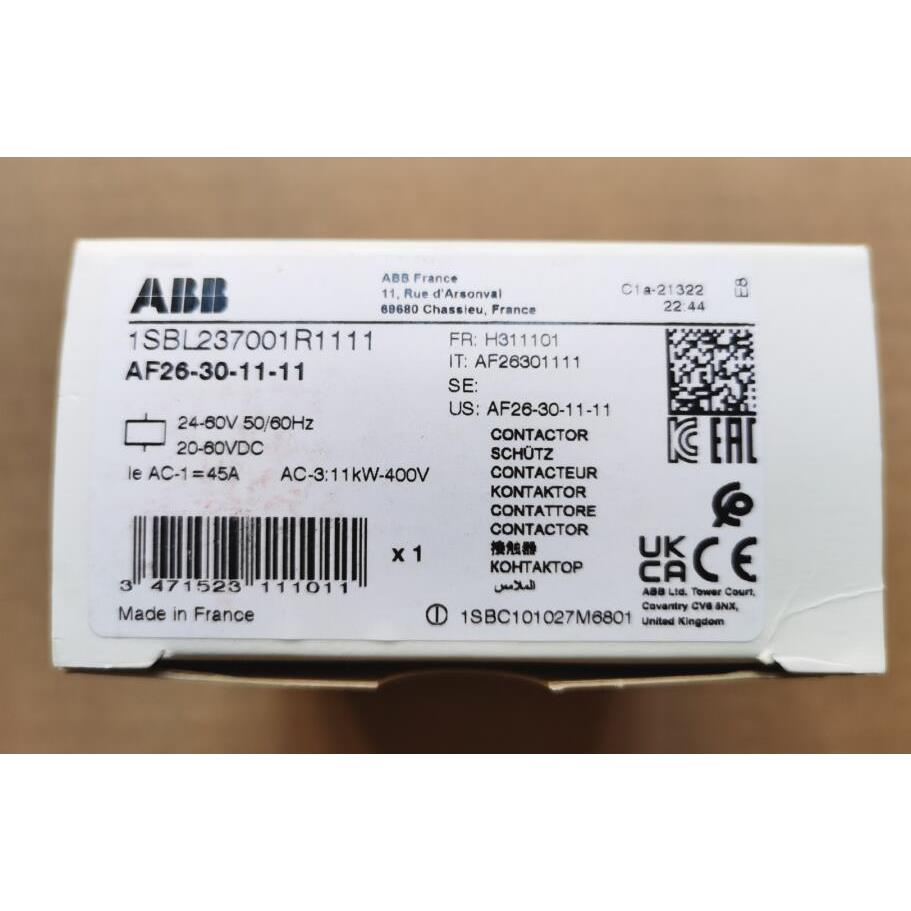 ABB
ABB France
11, Rue d'Arsonval
69680 Chassieu, France
C1a-21322
22:44
E8
1SBL237001R1111
AF26-30-11-11
FR: H311101
IT: AF26301111
SE:
US: AF26-30-11-11
24-60V 50/60Hz
20-60VDC
Ie AC-1=45A AC-3:11kW-400V
CONTACTOR
SCHÜTZ
CONTACTEUR
KONTAKTOR
CONTATTORE
CONTACTOR
接触器
КОНТАКТОР
الملامس
EAC
x 1
3 471523 111011
UK
CA
CE
ABB Ltd. Tower Court,
Coventry CV6 5NX,
United Kingdom
Made in France
1SBC101027M6801